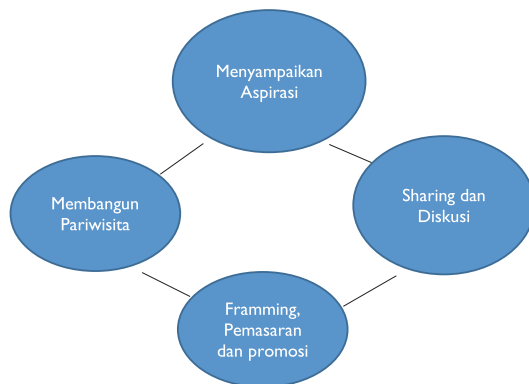 Menyampaikan
Aspirasi
Sharing dan
Diskusi
Membangun
Pariwisita
Framming,
Pemasaran
dan promosi